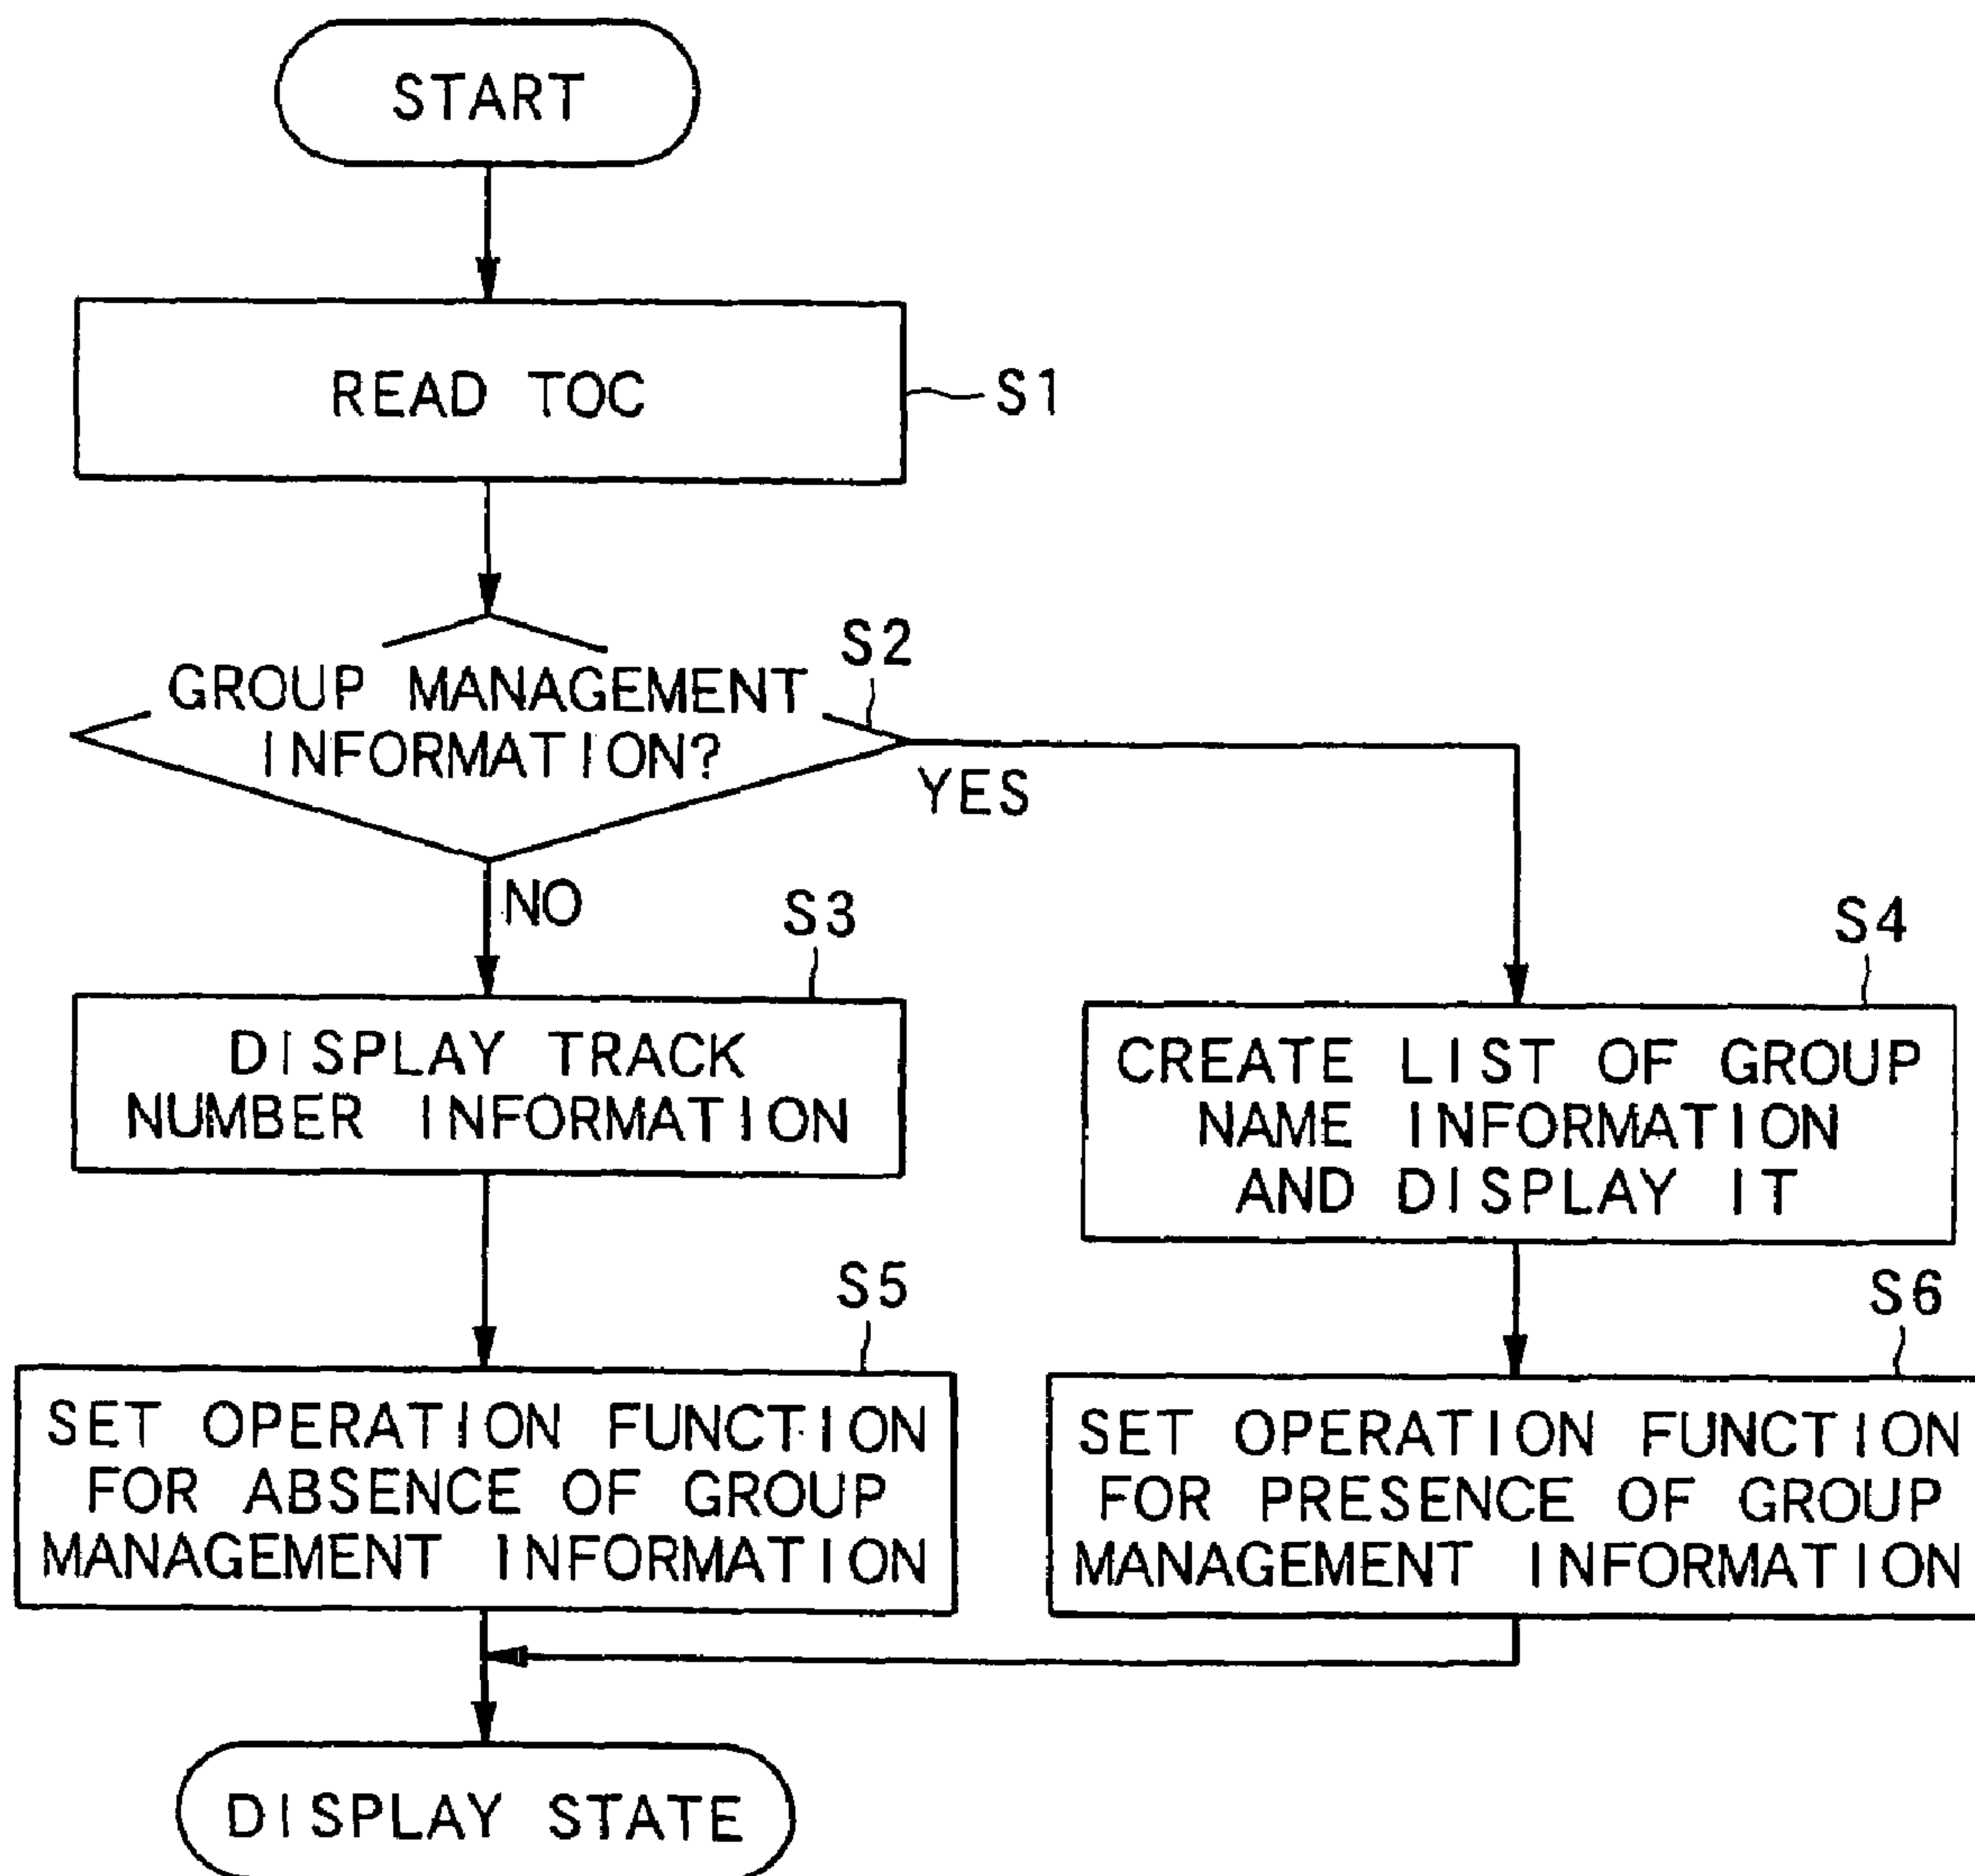 START
READ TOC
S1
S2
GROUP MANAGEMENT
INFORMATION?
YES
NO
S3
DISPLAY TRACK
NUMBER INFORMATION
S4
CREATE LIST OF GROUP
NAME INFORMATION
AND DISPLAY IT
S5
SET OPERATION FUNCTION
FOR ABSENCE OF GROUP
MANAGEMENT INFORMATION
S6
SET OPERATION FUNCTION
FOR PRESENCE OF GROUP
MANAGEMENT INFORMATION
DISPLAY STATE